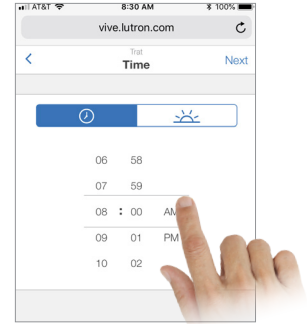 AT&T 8:30 AM 100%
vive.lutron.com
Trat
Time
Next
06 58
07 59
08 : 00 AM
09 01 PM
10 02